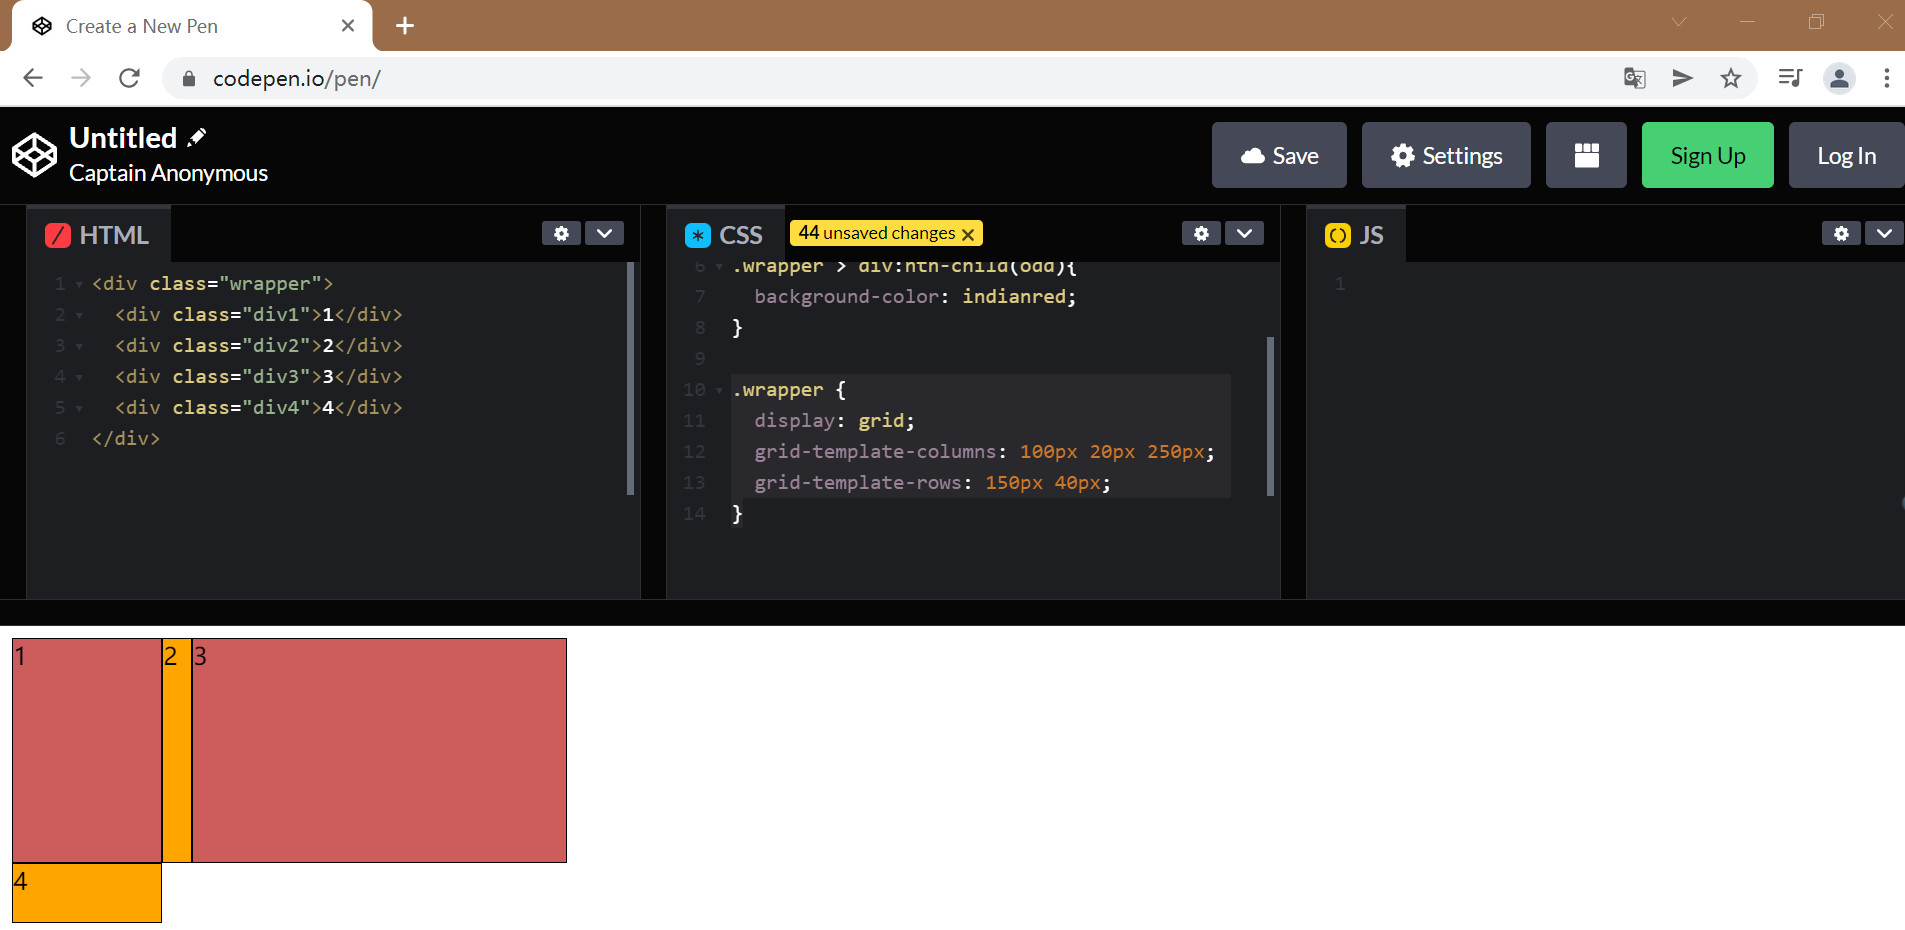 Create a New Pen
codepen.io/pen/
Untitled
Captain Anonymous
Save
Settings
Sign Up
Log In
HTML
1 <div class="wrapper">
2 <div class="div1">1</div>
3 <div class="div2">2</div>
4 <div class="div3">3</div>
5 <div class="div4">4</div>
6 </div>
CSS
44 unsaved changes
6 .wrapper > div:nth-child(odd){
7 background-color: indianred;
8 }
9
10 .wrapper {
11 display: grid;
12 grid-template-columns: 100px 20px 250px;
13 grid-template-rows: 150px 40px;
14 }
JS
1
1 2 3
4